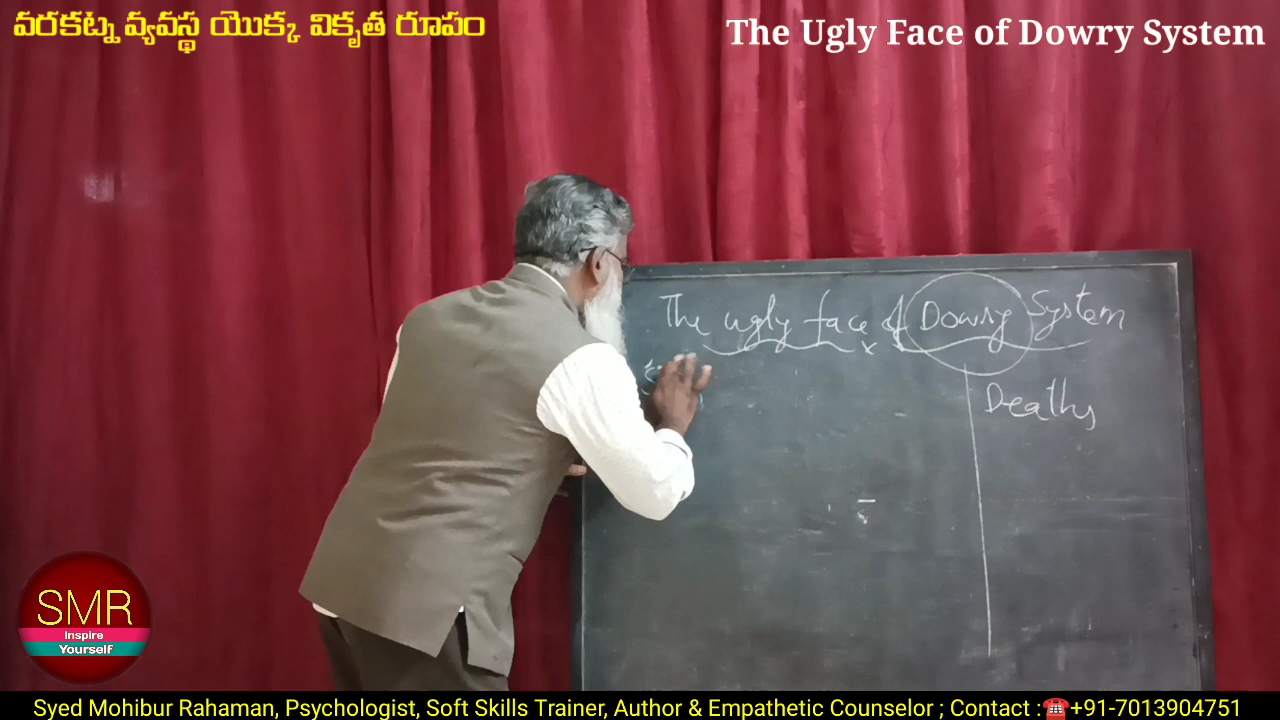 వరకట్న వ్యవస్థ యొక్క వికృత రూపం
The Ugly Face of Dowry System
The ugly face of Dowry System
Deaths
SMR
Inspire
Yourself
Syed Mohibur Rahaman, Psychologist, Soft Skills Trainer, Author & Empathetic Counselor ; Contact :☎+91-7013904751